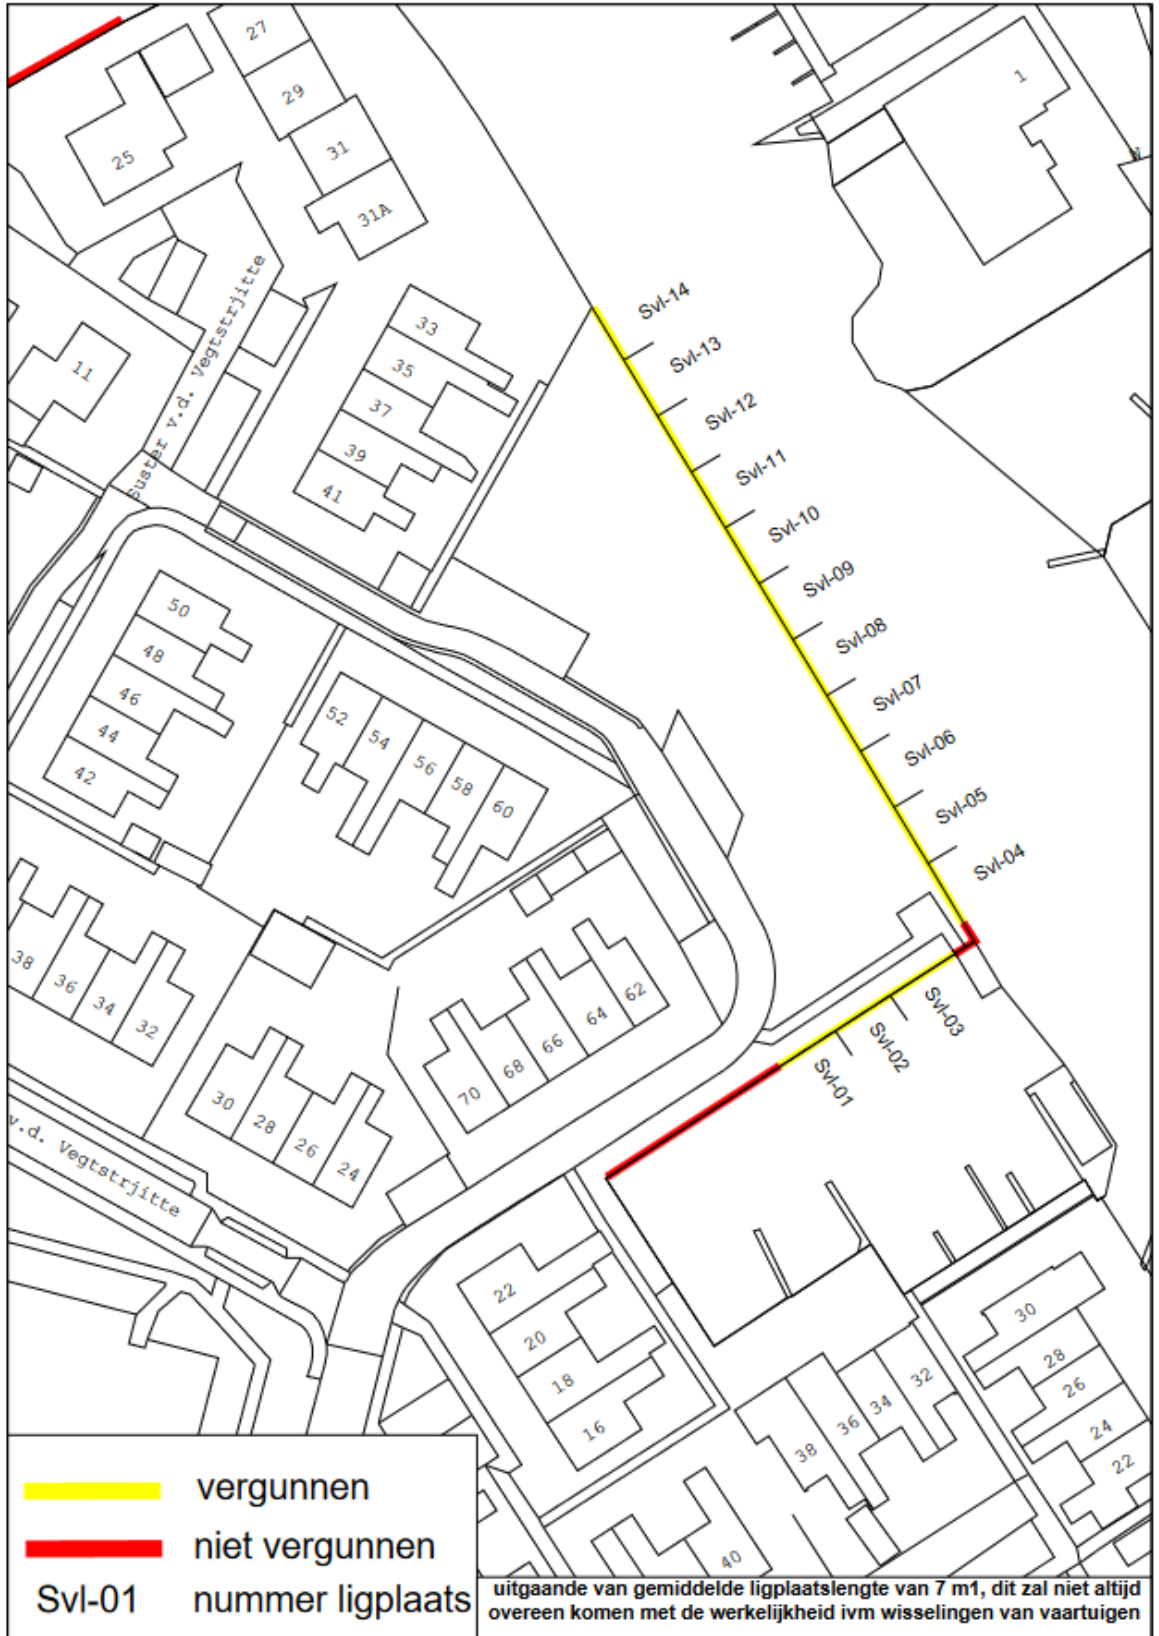 27
29
31
31A
25
1
Suster v.d. Vegtstrjitte
11
33
35
37
39
41
Svl-14
Svl-13
Svl-12
Svl-11
Svl-10
Svl-09
Svl-08
Svl-07
Svl-06
Svl-05
Svl-04
Svl-03
Svl-02
Svl-01
50
48
46
44
42
52
54
56
58
60
38
36
34
32
62
64
66
68
70
30
28
26
24
v.d. Vegtstrjitte
22
20
18
16
38
36
34
32
30
28
26
24
22
40
vergunnen
niet vergunnen
Svl-01 nummer ligplaats
uitgaande van gemiddelde ligplaatslengte van 7 m1, dit zal niet altijd
overeen komen met de werkelijkheid ivm wisselingen van vaartuigen